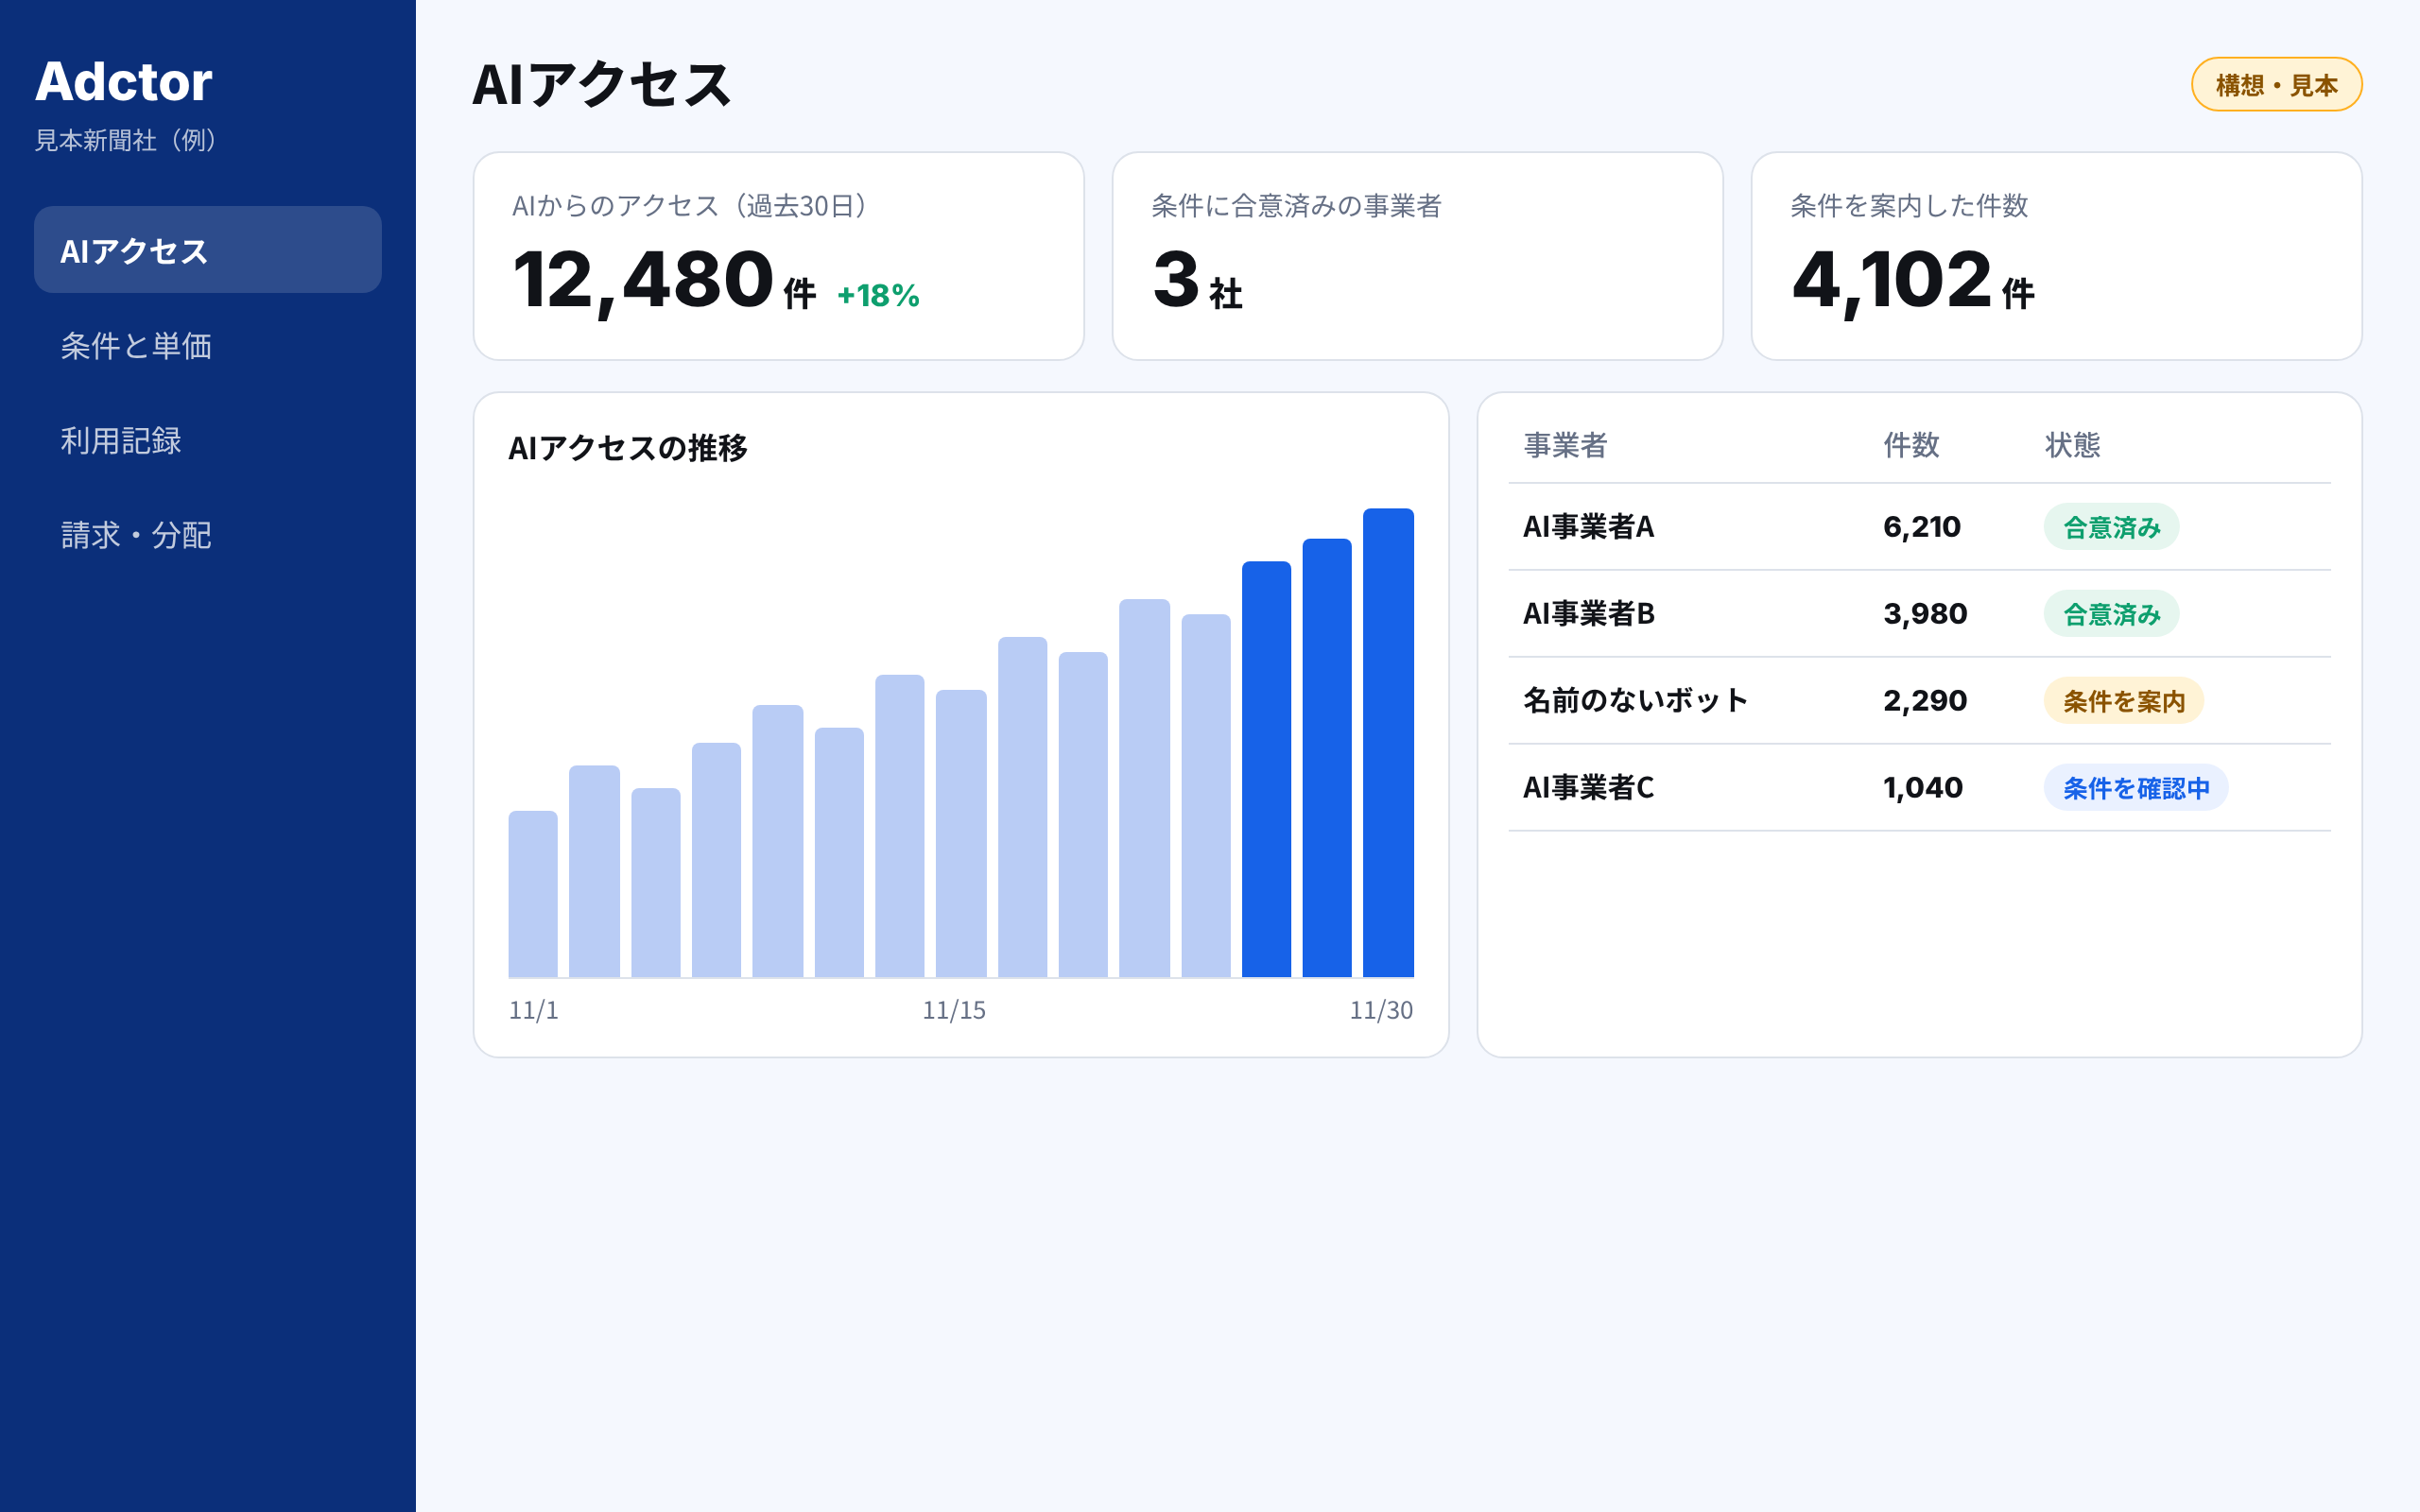 Adctor
見本新聞社（例）
AIアクセス
条件と単価
利用記録
請求・分配
AIアクセス
構想・見本
AIからのアクセス（過去30日）
12,480 件 +18%
条件に合意済みの事業者
3 社
条件を案内した件数
4,102 件
AIアクセスの推移
11/1 11/15 11/30
事業者 件数 状態
AI事業者A 6,210 合意済み
AI事業者B 3,980 合意済み
名前のないボット 2,290 条件を案内
AI事業者C 1,040 条件を確認中